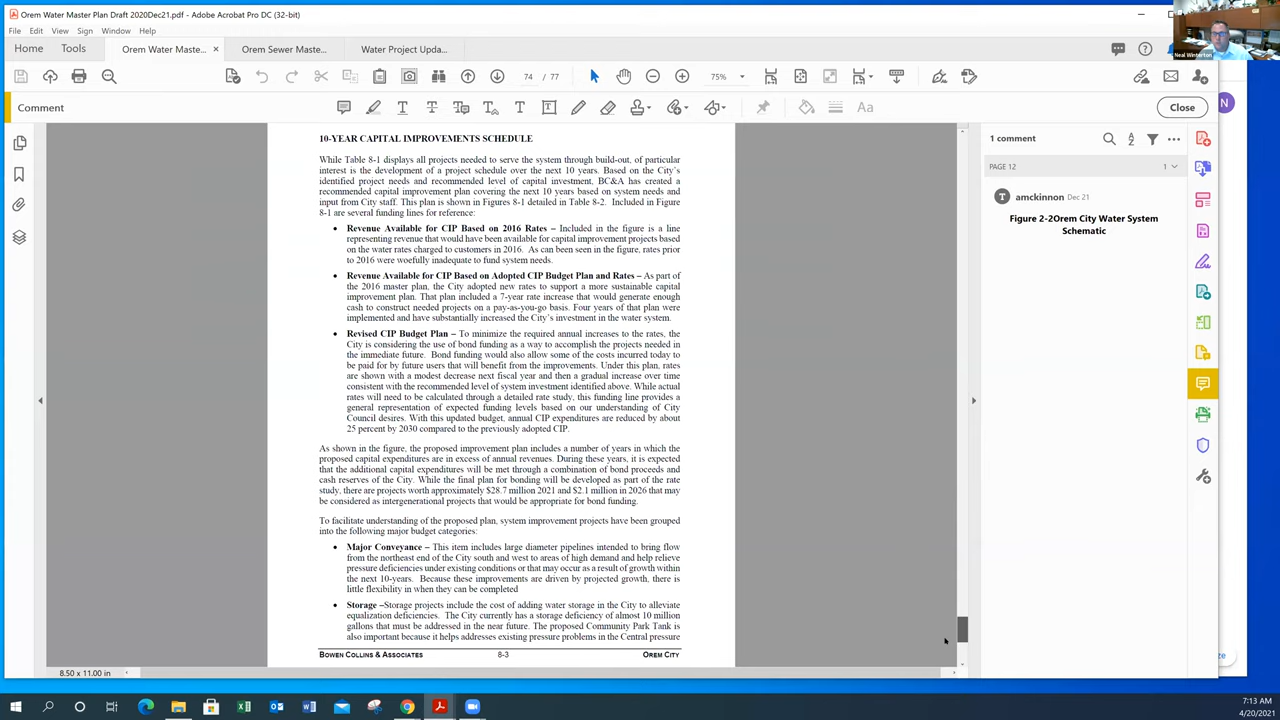 Orem Water Master Plan Draft 2020Dec21.pdf - Adobe Acrobat Pro DC (32-bit)
File Edit View Sign Window Help
Home Tools Orem Water Maste... × Orem Sewer Maste... Water Project Upda...
74 / 77 75%
Comment Close
10-YEAR CAPITAL IMPROVEMENTS SCHEDULE
While Table 8-1 displays all projects needed to serve the system through build-out, of particular
interest is the development of a project schedule over the next 10 years. Based on the City's
identified project needs and recommended level of capital investment, BC&A has created a
recommended capital improvement plan covering the next 10 years based on system needs and
input from City staff. This plan is shown in Figures 8-1 detailed in Table 8-2. Included in Figure
8-1 are several funding lines for reference:
• Revenue Available for CIP Based on 2016 Rates – Included in the figure is a line
representing revenue that would have been available for capital improvement projects based
on the water rates charged to customers in 2016. As can been seen in the figure, rates prior
to 2016 were woefully inadequate to fund system needs.
• Revenue Available for CIP Based on Adopted CIP Budget Plan and Rates – As part of
the 2016 master plan, the City adopted new rates to support a more sustainable capital
improvement plan. That plan included a 7-year rate increase that would generate enough
cash to construct needed projects on a pay-as-you-go basis. Four years of that plan were
implemented and have substantially increased the City's investment in the water system.
• Revised CIP Budget Plan – To minimize the required annual increases to the rates, the
City is considering the use of bond funding as a way to accomplish the projects needed in
the immediate future. Bond funding would also allow some of the costs incurred today to
be paid for by future users that will benefit from the improvements. Under this plan, rates
are shown with a modest decrease next fiscal year and then a gradual increase over time
consistent with the recommended level of system investment identified above. While actual
rates will need to be calculated through a detailed rate study, this funding line provides a
general representation of expected funding levels based on our understanding of City
Council desires. With this updated budget, annual CIP expenditures are reduced by about
25 percent by 2030 compared to the previously adopted CIP.
As shown in the figure, the proposed improvement plan includes a number of years in which the
proposed capital expenditures are in excess of annual revenues. During these years, it is expected
that the additional capital expenditures will be met through a combination of bond proceeds and
cash reserves of the City. While the final plan for bonding will be developed as part of the rate
study, there are projects worth approximately $28.7 million 2021 and $2.1 million in 2026 that may
be considered as intergenerational projects that would be appropriate for bond funding.
To facilitate understanding of the proposed plan, system improvement projects have been grouped
into the following major budget categories:
• Major Conveyance – This item includes large diameter pipelines intended to bring flow
from the northeast end of the City south and west to areas of high demand and help relieve
pressure deficiencies under existing conditions or that may occur as a result of growth within
the next 10-years. Because these improvements are driven by projected growth, there is
little flexibility in when they can be completed
• Storage –Storage projects include the cost of adding water storage in the City to alleviate
equalization deficiencies. The City currently has a storage deficiency of almost 10 million
gallons that must be addressed in the near future. The proposed Community Park Tank is
also important because it helps addresses existing pressure problems in the Central pressure
BOWEN COLLINS & ASSOCIATES 8-3 OREM CITY
8.50 x 11.00 in
1 comment
PAGE 12 1
amckinnon Dec 21
Figure 2-2Orem City Water System
Schematic
Neal Winterton
N
7:13 AM
4/20/2021